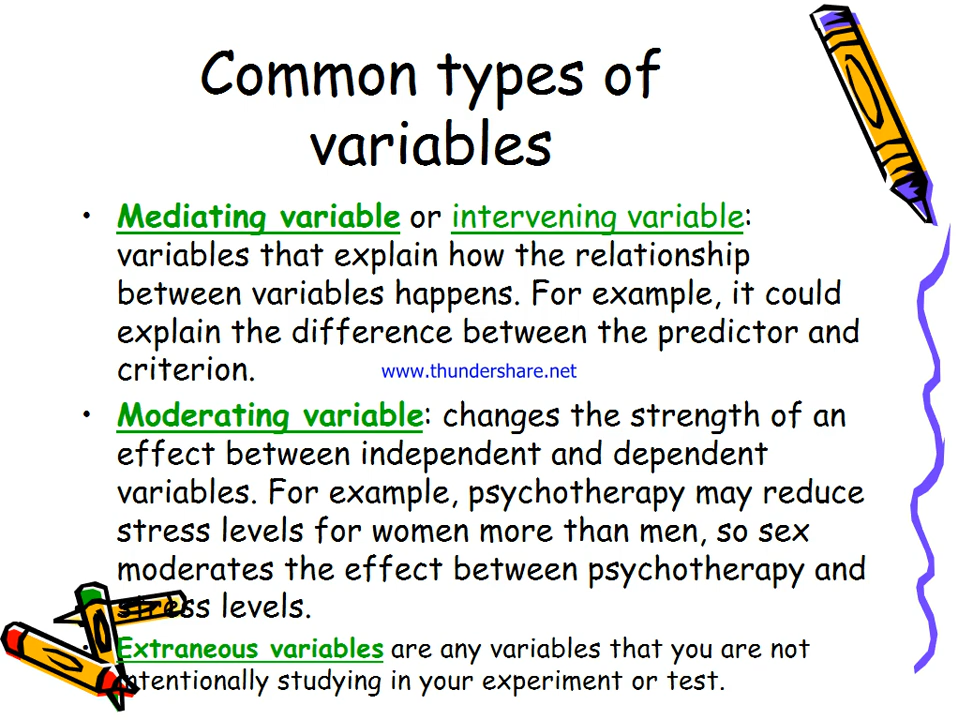 Common types of
variables
• Mediating variable or intervening variable:
variables that explain how the relationship
between variables happens. For example, it could
explain the difference between the predictor and
criterion.
www.thundershare.net
• Moderating variable: changes the strength of an
effect between independent and dependent
variables. For example, psychotherapy may reduce
stress levels for women more than men, so sex
moderates the effect between psychotherapy and
stress levels.
• Extraneous variables are any variables that you are not
intentionally studying in your experiment or test.